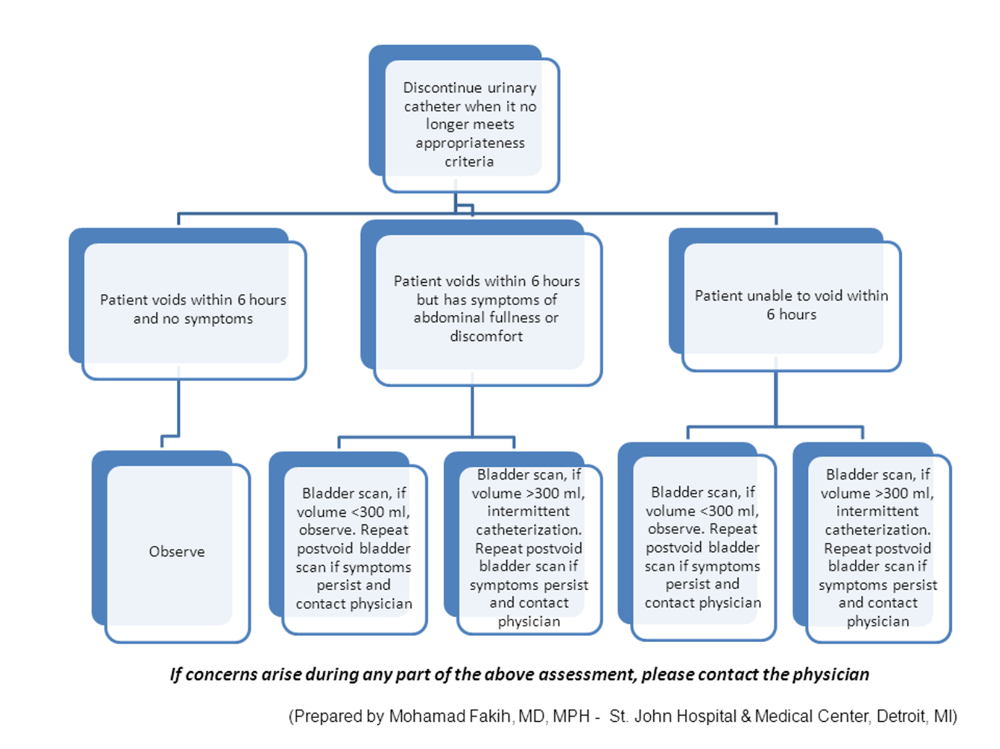 Discontinue urinary
catheter when it no
longer meets
appropriateness
criteria
Patient voids within 6 hours
and no symptoms
Patient voids within 6 hours
but has symptoms of
abdominal fullness or
discomfort
Patient unable to void within
6 hours
Observe
Bladder scan, if
volume <300 ml,
observe. Repeat
postvoid bladder
scan if symptoms
persist and
contact physician
Bladder scan, if
volume >300 ml,
intermittent
catheterization.
Repeat postvoid
bladder scan if
symptoms persist
and contact
physician
Bladder scan, if
volume <300 ml,
observe. Repeat
postvoid bladder
scan if symptoms
persist and
contact physician
Bladder scan, if
volume >300 ml,
intermittent
catheterization.
Repeat postvoid
bladder scan if
symptoms persist
and contact
physician
If concerns arise during any part of the above assessment, please contact the physician
(Prepared by Mohamad Fakih, MD, MPH - St. John Hospital & Medical Center, Detroit, MI)